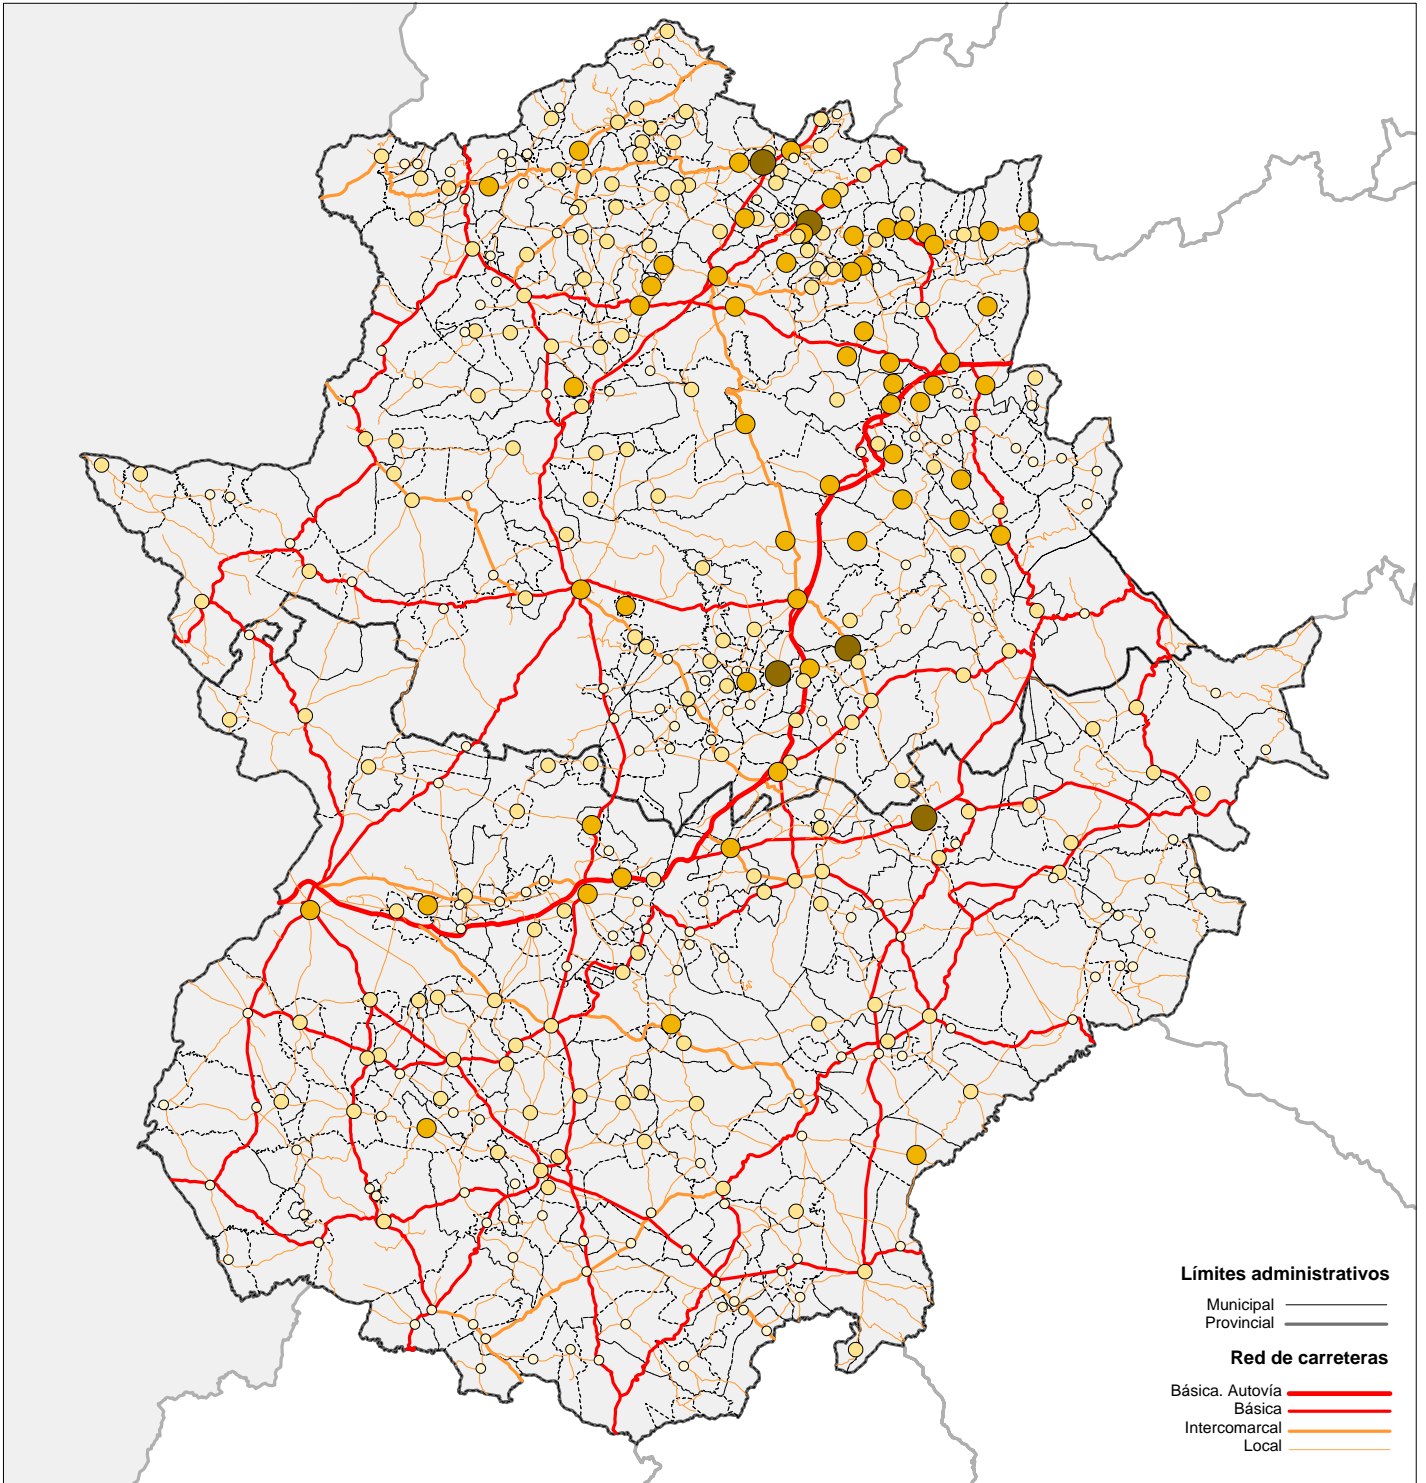 Límites administrativos
Municipal
Provincial
Red de carreteras
Básica. Autovía
Básica
Intercomarcal
Local